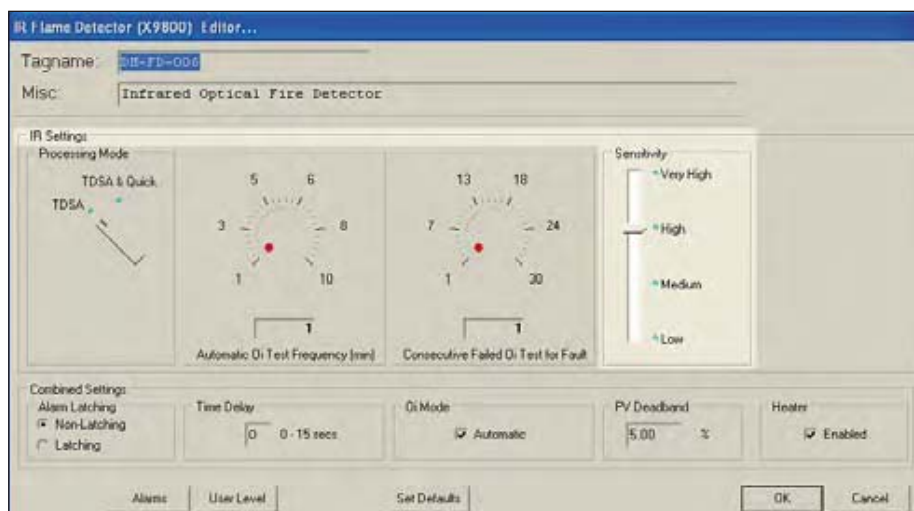 IR Flame Detector (X9800) Editor...
Tagname: DM-FD-006
Misc: Infrared Optical Fire Detector
IR Settings
Processing Mode
TDSA & Quick
TDSA
5 6
3 8
1 10
1
Automatic Oi Test Frequency (min)
13 18
7 24
1 30
1
Consecutive Failed Oi Test for Fault
Sensitivity
Very High
High
Medium
Low
Combined Settings
Alarm Latching
Non-Latching
Latching
Time Delay
0 0 - 15 secs
Oi Mode
Automatic
PV Deadband
5.00 %
Heater
Enabled
Alarms User Level Set Defaults OK Cancel